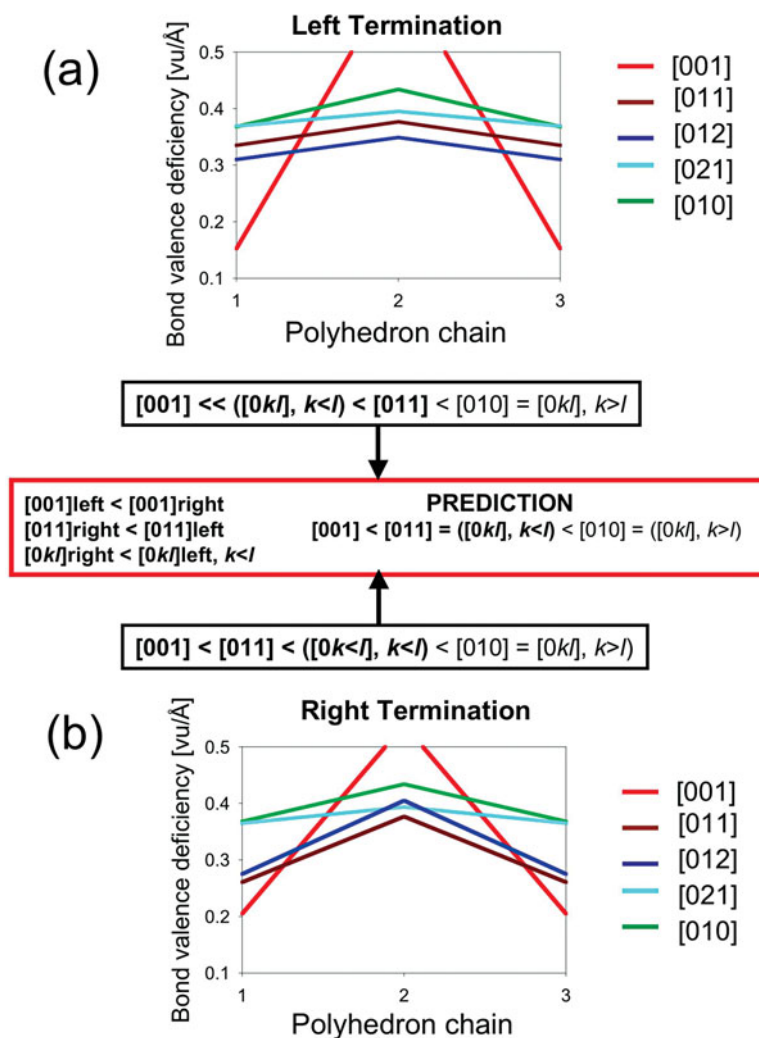 (a)
Left Termination
Bond valence deficiency [vu/Å]
0.5
0.4
0.3
0.2
0.1
1 2 3
Polyhedron chain
[001]
[011]
[012]
[021]
[010]
[001] << ([0kl], k<l) < [011] < [010] = [0kl], k>l
[001]left < [001]right
[011]right < [011]left
[0kl]right < [0kl]left, k<l
PREDICTION
[001] < [011] = ([0kl], k<l) < [010] = ([0kl], k>l)
[001] < [011] < ([0k<l], k<l) < [010] = [0kl], k>l)
(b)
Right Termination
Bond valence deficiency [vu/Å]
0.5
0.4
0.3
0.2
0.1
1 2 3
Polyhedron chain
[001]
[011]
[012]
[021]
[010]